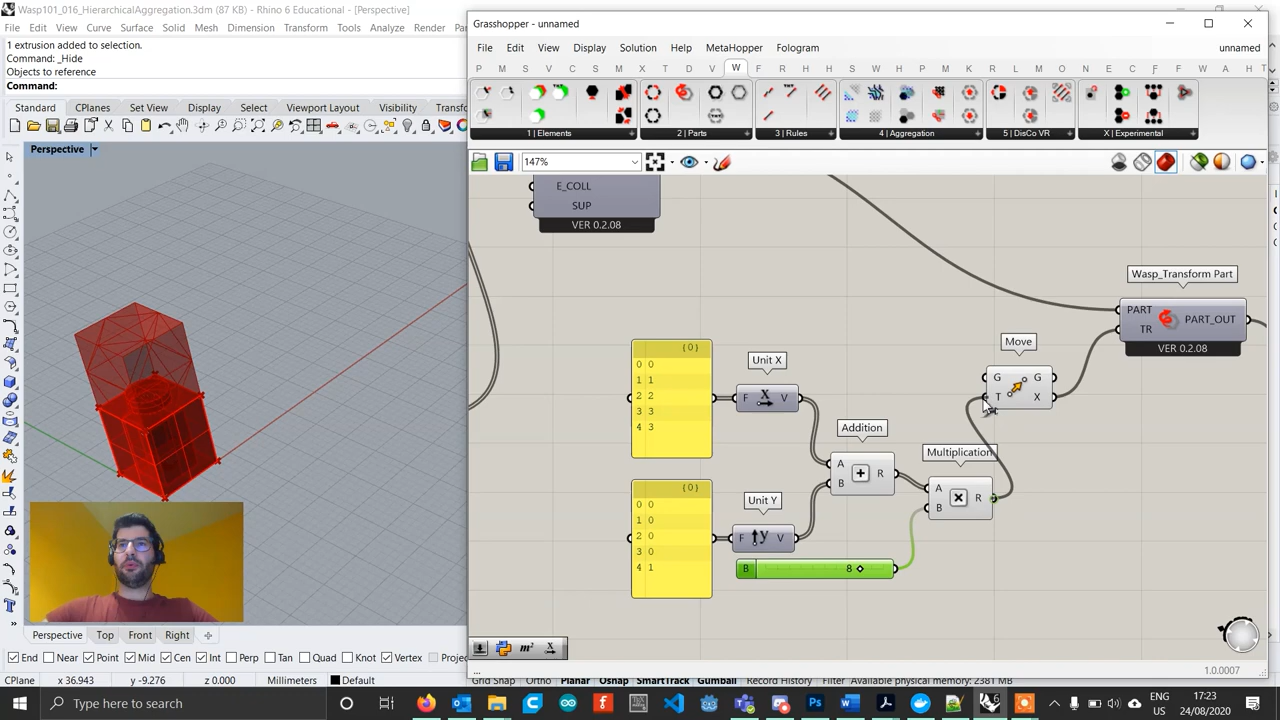 Wasp101_016_HierarchicalAggregation.3dm (87 KB) - Rhino 6 Educational - [Perspective]
File Edit View Curve Surface Solid Mesh Dimension Transform Tools Analyze Render
1 extrusion added to selection.
Command: _Hide
Objects to reference
Command:
Standard CPlanes Set View Display Select Viewport Layout Visibility
Perspective
Grasshopper - unnamed
File Edit View Display Solution Help MetaHopper Fologram unnamed
P M S V C S M I D T D V W F R H H F A S W A P M T K R L M D C F T W A H T
1 | Elements 2 | Parts 3 | Rules 4 | Aggregation 5 | DisCo VR X | Experimental
147%
E_COLL
SUP
VER 0.2.08
Wasp_Transform Part
PART
TR
PART_OUT
VER 0.2.08
Move
G G
T X
{ 0 }
0 0
1 1
2 2
3 3
4 3
Unit X
F V
Addition
A
B
R
Multiplication
A
B
R
{ 0 }
0 0
1 0
2 0
3 0
4 1
Unit Y
F y V
B 8
m²
...
1.0.0007
Perspective Top Front Right
End Near Point Mid Cen Int Perp Tan Quad Knot Vertex
CPlane x 36.943 y -9.276 z 0.000 Millimeters Default
Grid Snap Ortho Planar Osnap SmartTrack Gumball Record History Filter Available physical memory: 2381 MB
Type here to search
ENG
US
17:23
24/08/2020